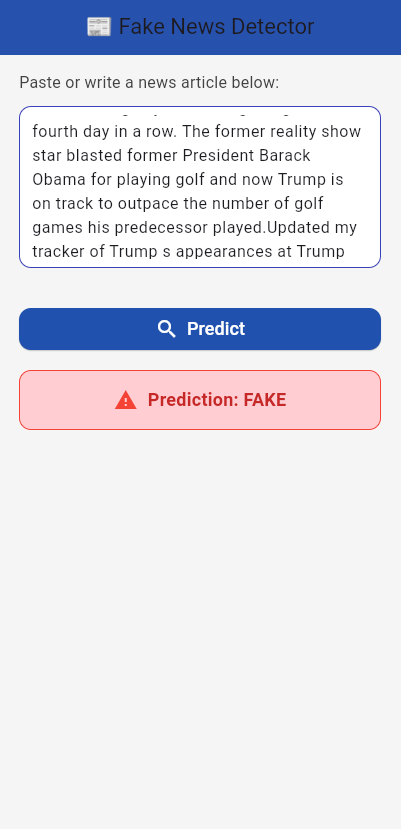 Fake News Detector
Paste or write a news article below:
fourth day in a row. The former reality show
star blasted former President Barack
Obama for playing golf and now Trump is
on track to outpace the number of golf
games his predecessor played.Updated my
tracker of Trump s appearances at Trump
Predict
Prediction: FAKE